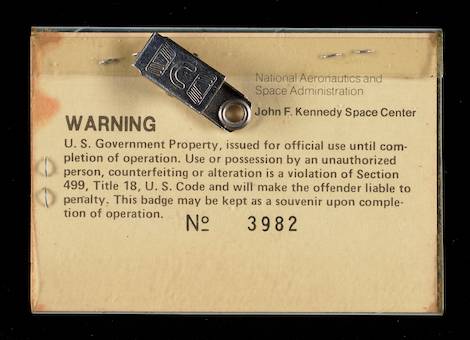 National Aeronautics and
Space Administration
John F. Kennedy Space Center
WARNING
U. S. Government Property, issued for official use until com-
pletion of operation. Use or possession by an unauthorized
person, counterfeiting or alteration is a violation of Section
499, Title 18, U. S. Code and will make the offender liable to
penalty. This badge may be kept as a souvenir upon comple-
tion of operation.
Nº 3982